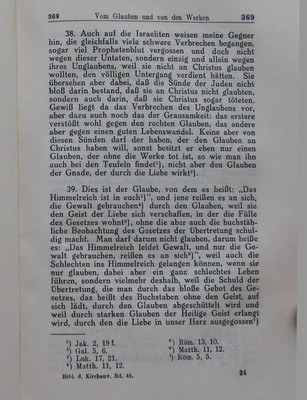 369 Vom Glauben und von den Werken 369
38. Auch auf die Israeliten weisen meine Gegner
hin, die gleichfalls viele schwere Verbrechen begangen,
sogar viel Prophetenblut vergossen und doch nicht
wegen dieser Untaten, sondern einzig und allein wegen
ihres Unglaubens, weil sie nicht an Christus glauben
wollten, den völligen Untergang verdient hätten. Sie
übersehen aber dabei, daß die Sünde der Juden nicht
bloß darin bestand, daß sie an Christus nicht glaubten,
sondern auch darin, daß sie Christus sogar töteten.
Gewiß liegt da das Verbrechen des Unglaubens vor,
aber dazu auch noch das der Grausamkeit: das erstere
verstößt wohl gegen den rechten Glauben, das andere
aber gegen einen guten Lebenswandel. Keine aber von
diesen Sünden darf der haben, der den Glauben an
Christus haben will, sonst besitzt er eben nur einen
Glauben, der ohne die Werke tot ist, so wie man ihn
auch bei den Teufeln findet¹), nicht aber den Glauben
der Gnade, der durch die Liebe wirkt²).
39. Dies ist der Glaube, von dem es heißt: „Das
Himmelreich ist in euch³)", und jene reißen es an sich,
die Gewalt gebrauchen⁴) durch den Glauben, weil sie
den Geist der Liebe sich verschaffen, in der die Fülle
des Gesetzes wohnt⁵), ohne die aber auch die buchstäb-
liche Beobachtung des Gesetzes der Übertretung schul-
dig macht. Man darf darum nicht glauben, darum heiße
es: „Das Himmelreich leidet Gewalt, und nur die Ge-
walt gebrauchen, reißen es an sich⁶)", weil auch die
Schlechten ins Himmelreich gelangen können, wenn sie
nur glauben, dabei aber ein ganz schlechtes Leben
führen, sondern vielmehr deshalb, weil die Schuld der
Übertretung, die man durch das bloße Gebot des Ge-
setzes, das heißt des Buchstaben ohne den Geist, auf
sich lädt, durch den Glauben abgeschüttelt wird und
weil durch starken Glauben der Heilige Geist erlangt
wird, durch den die Liebe in unser Herz ausgegossen⁷)
¹) Jak. 2, 19 f. ⁵) Röm. 13, 10.
²) Gal. 5, 6. ⁶) Matth. 11, 12.
³) Luk. 17, 21. ⁷) Röm. 5, 5.
⁴) Matth. 11, 12.
Bibl. d. Kirchenv. Bd. 49. 24